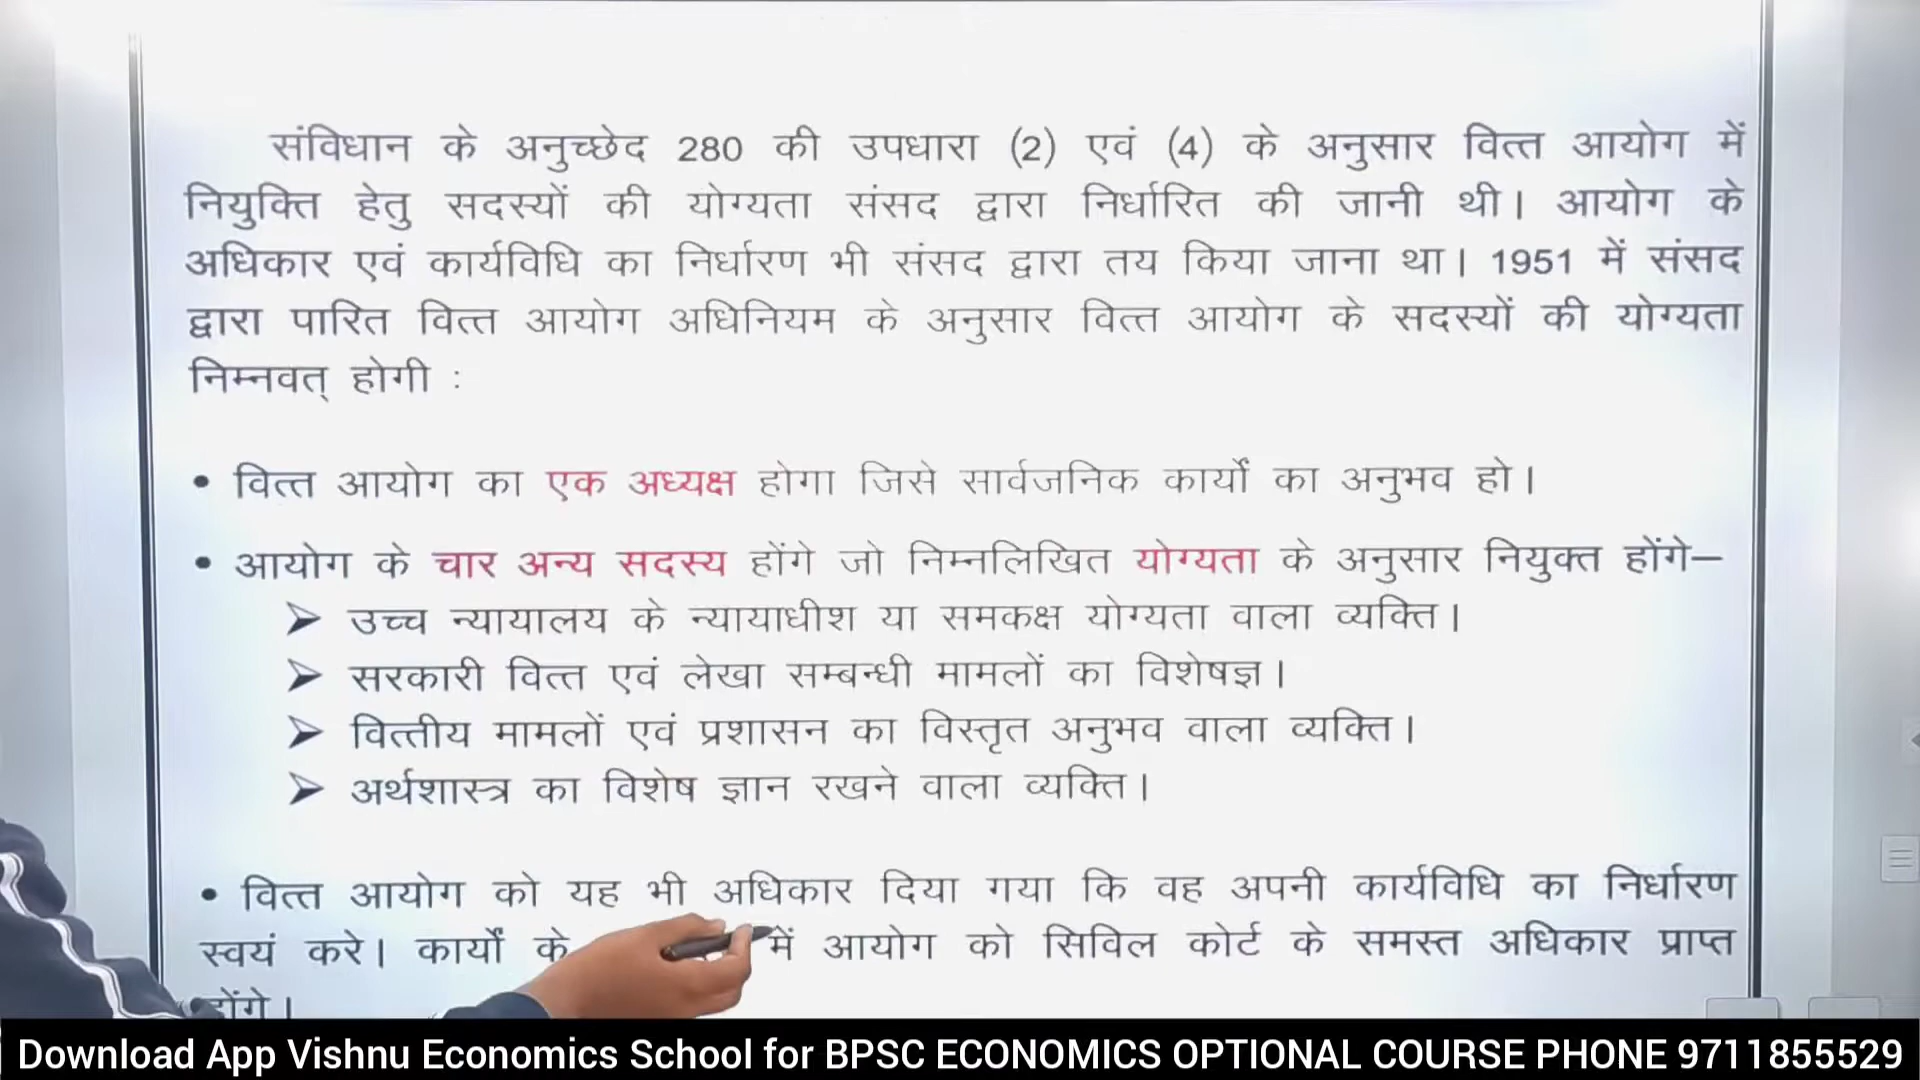 संविधान के अनुच्छेद 280 की उपधारा (2) एवं (4) के अनुसार वित्त आयोग में
नियुक्ति हेतु सदस्यों की योग्यता संसद द्वारा निर्धारित की जानी थी। आयोग के
अधिकार एवं कार्यविधि का निर्धारण भी संसद द्वारा तय किया जाना था। 1951 में संसद
द्वारा पारित वित्त आयोग अधिनियम के अनुसार वित्त आयोग के सदस्यों की योग्यता
निम्नवत् होगी :
• वित्त आयोग का एक अध्यक्ष होगा जिसे सार्वजनिक कार्यों का अनुभव हो।
• आयोग के चार अन्य सदस्य होंगे जो निम्नलिखित योग्यता के अनुसार नियुक्त होंगे–
➢ उच्च न्यायालय के न्यायाधीश या समकक्ष योग्यता वाला व्यक्ति।
➢ सरकारी वित्त एवं लेखा सम्बन्धी मामलों का विशेषज्ञ।
➢ वित्तीय मामलों एवं प्रशासन का विस्तृत अनुभव वाला व्यक्ति।
➢ अर्थशास्त्र का विशेष ज्ञान रखने वाला व्यक्ति।
• वित्त आयोग को यह भी अधिकार दिया गया कि वह अपनी कार्यविधि का निर्धारण
स्वयं करे। कार्यों के में आयोग को सिविल कोर्ट के समस्त अधिकार प्राप्त
होंगे।
Download App Vishnu Economics School for BPSC ECONOMICS OPTIONAL COURSE PHONE 9711855529